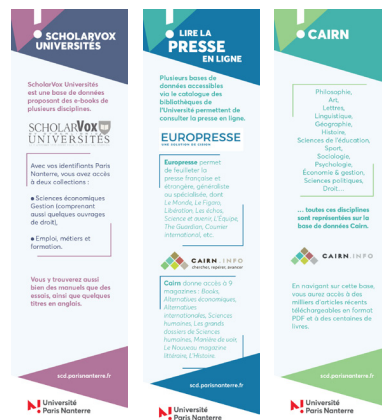 SCHOLARVOX
UNIVERSITÉS
ScholarVox Universités
est une base de données
proposant des e-books de
plusieurs disciplines.
SCHOLARVox
UNIVERSITÉS
Avec vos identifiants Paris
Nanterre, vous avez accès
à deux collections :
Sciences économiques
Gestion (comprenant
aussi quelques ouvrages
de droit),
Emploi, métiers et
formation.
Vous y trouverez aussi
bien des manuels que des
essais, ainsi que quelques
titres en anglais.
scd.parisnanterre.fr
Université
Paris Nanterre
LIRE LA
PRESSE
EN LIGNE
Plusieurs bases de
données accessibles
via le catalogue des
bibliothèques de
l'Université permettent de
consulter la presse en ligne.
EUROPRESSE
UNE SOLUTION DE CISION
Europresse permet
de feuilleter la
presse française et
étrangère, généraliste
ou spécialisée, dont
Le Monde, Le Figaro,
Libération, Les échos,
Science et avenir, L'Équipe,
The Guardian, Courrier
international, etc.
CAIRN.INFO
chercher, repérer, avancer
Cairn donne accès à 9
magazines : Books,
Alternatives économiques,
Alternatives
internationales, Sciences
humaines, Les grands
dossiers de Sciences
humaines, Manière de voir,
Le Nouveau magazine
littéraire, L'Histoire.
scd.parisnanterre.fr
Université
Paris Nanterre
CAIRN
Philosophie,
Art,
Lettres,
Linguistique,
Géographie,
Histoire,
Sciences de l'éducation,
Sport,
Sociologie,
Psychologie,
Économie & gestion,
Sciences politiques,
Droit...
... toutes ces disciplines
sont représentées sur la
base de données Cairn.
CAIRN.INFO
En navigant sur cette base,
vous aurez accès à des
milliers d'articles récents
téléchargeables en format
PDF et à des centaines de
livres.
scd.parisnanterre.fr
Université
Paris Nanterre